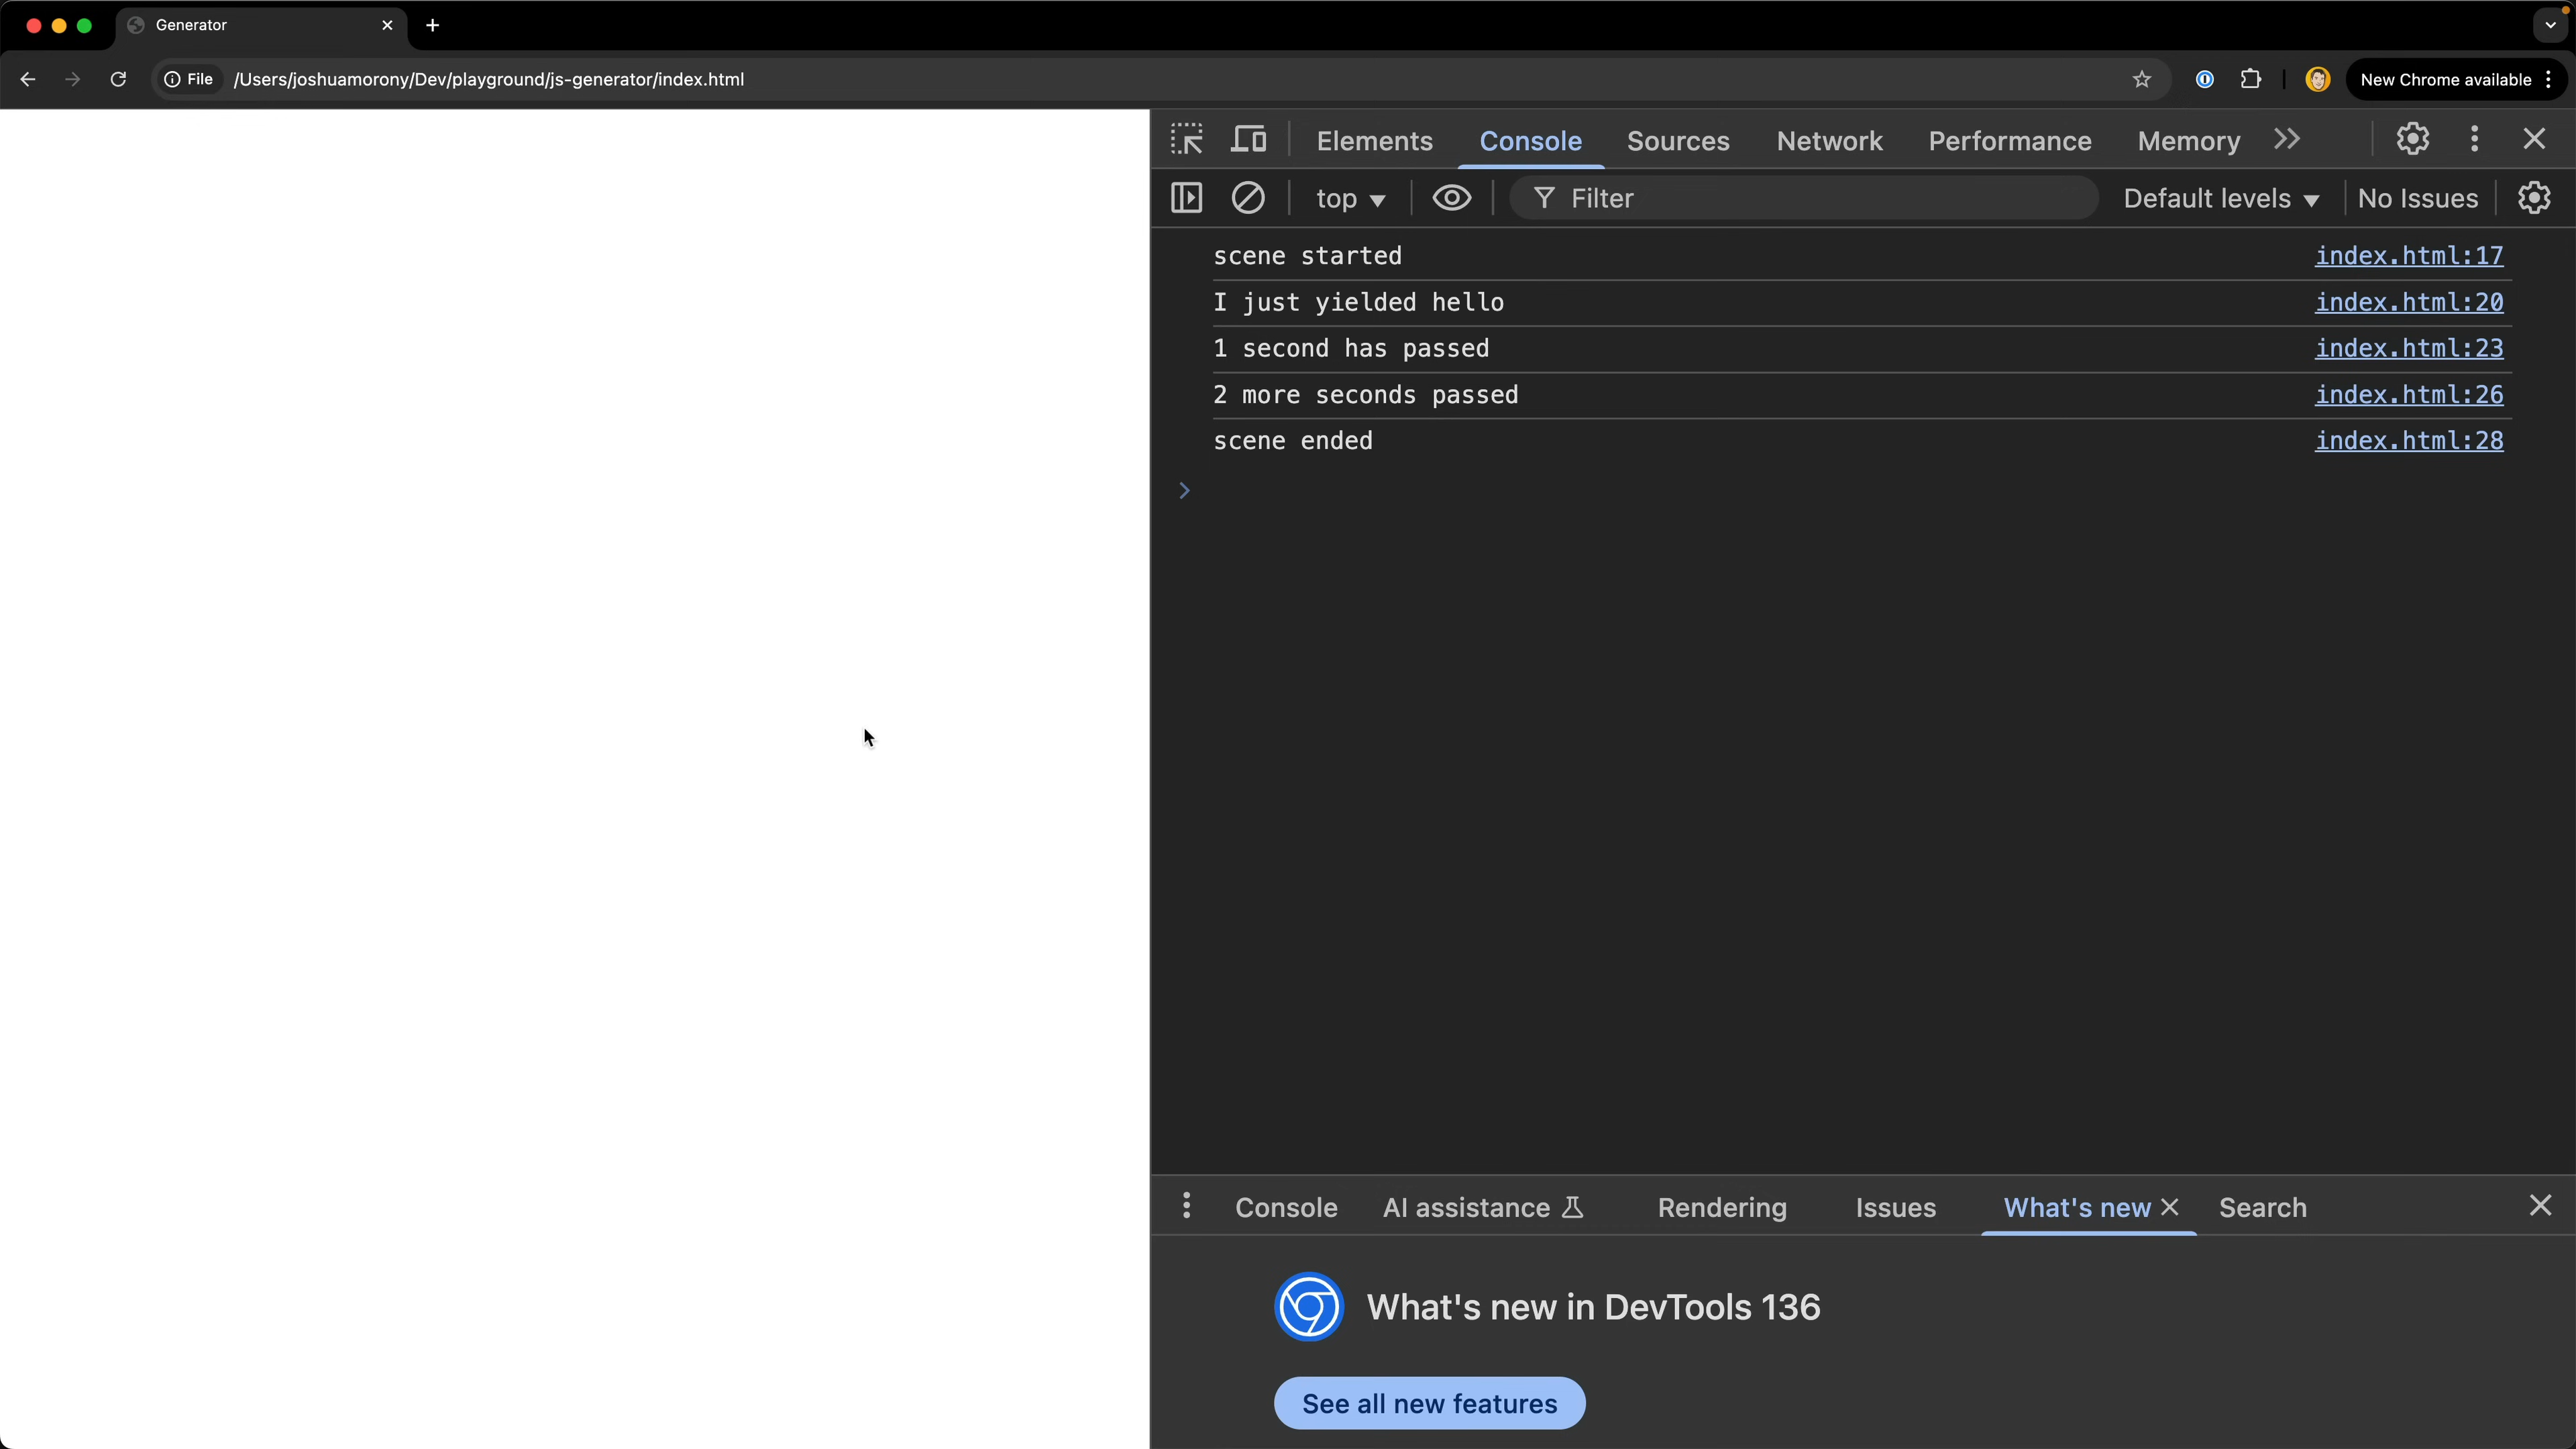 Generator
File /Users/joshuamorony/Dev/playground/js-generator/index.html New Chrome available
Elements Console Sources Network Performance Memory
top Filter Default levels No Issues
scene started index.html:17
I just yielded hello index.html:20
1 second has passed index.html:23
2 more seconds passed index.html:26
scene ended index.html:28
Console AI assistance Rendering Issues What's new Search
What's new in DevTools 136
See all new features